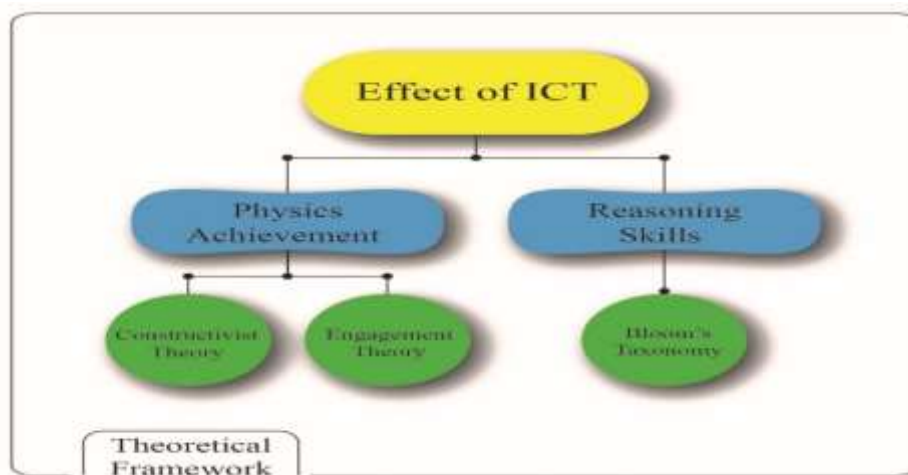 Effect of ICT
Physics
Achievement
Reasoning
Skills
Constructivist
Theory
Engagement
Theory
Bloom's
Taxonomy
Theoretical
Framework